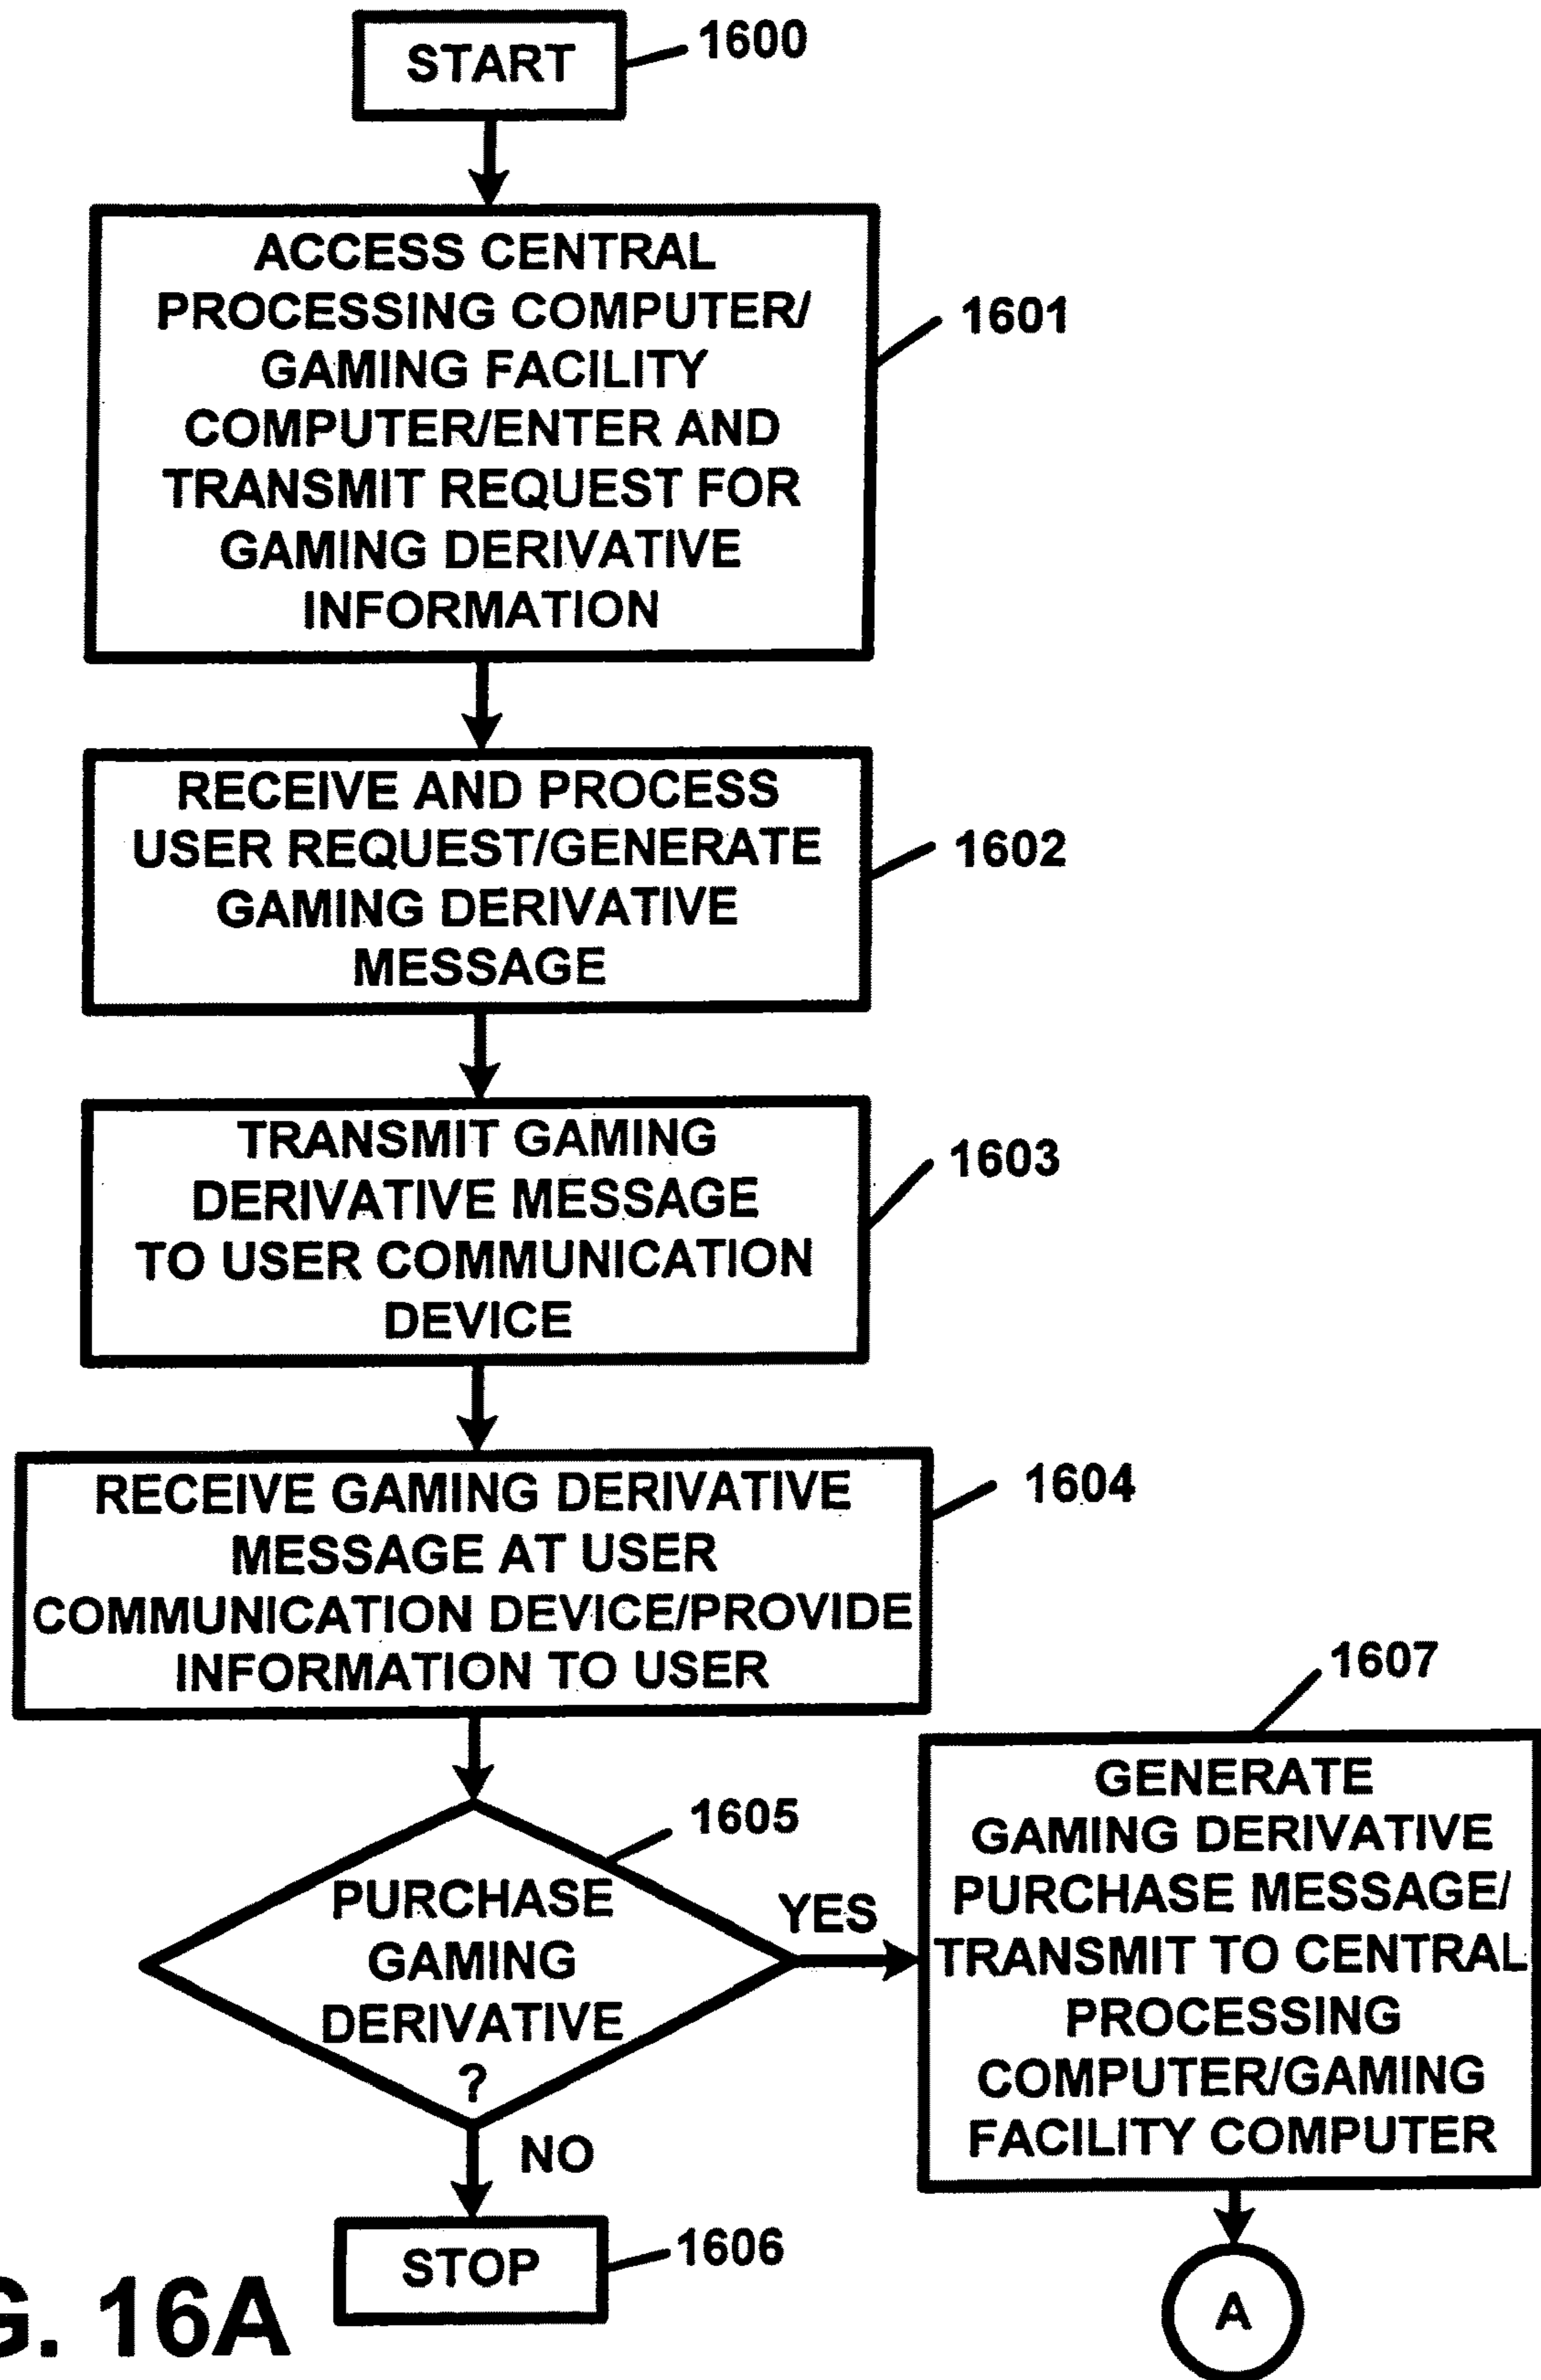 START
1600
ACCESS CENTRAL
PROCESSING COMPUTER/
GAMING FACILITY
COMPUTER/ENTER AND
TRANSMIT REQUEST FOR
GAMING DERIVATIVE
INFORMATION
1601
RECEIVE AND PROCESS
USER REQUEST/GENERATE
GAMING DERIVATIVE
MESSAGE
1602
TRANSMIT GAMING
DERIVATIVE MESSAGE
TO USER COMMUNICATION
DEVICE
1603
RECEIVE GAMING DERIVATIVE
MESSAGE AT USER
COMMUNICATION DEVICE/PROVIDE
INFORMATION TO USER
1604
PURCHASE
GAMING
DERIVATIVE
?
1605
YES
NO
STOP
1606
1607
GENERATE
GAMING DERIVATIVE
PURCHASE MESSAGE/
TRANSMIT TO CENTRAL
PROCESSING
COMPUTER/GAMING
FACILITY COMPUTER
A
G. 16A